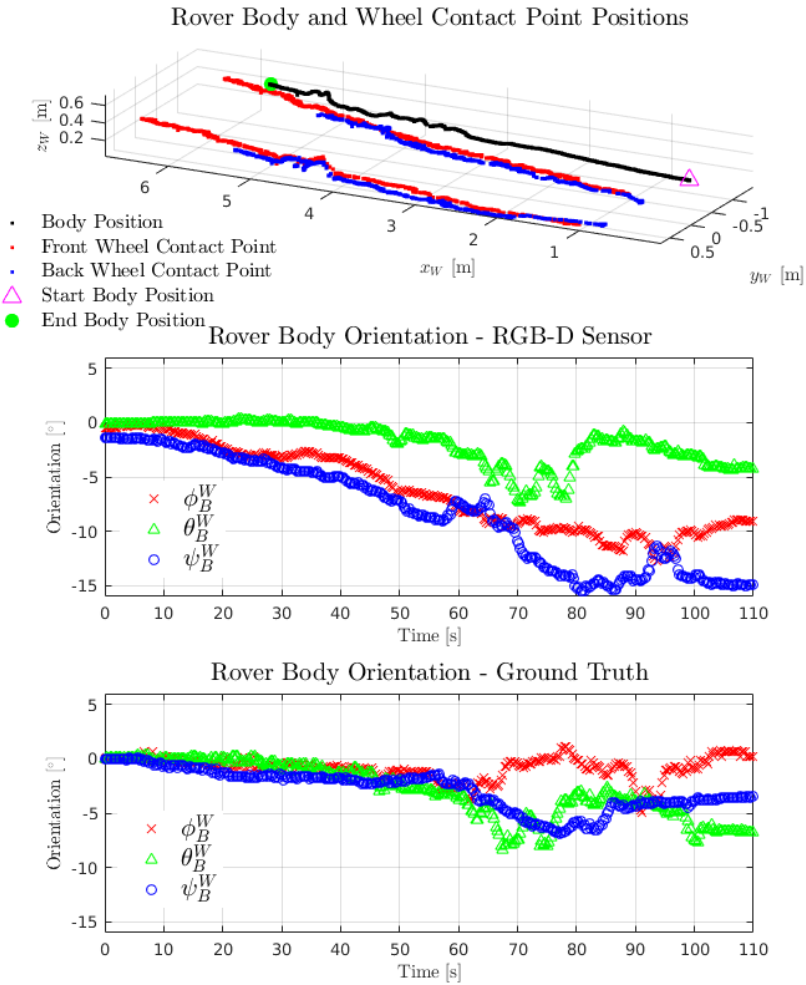 Rover Body and Wheel Contact Point Positions
z_W [m]
0.6
0.4
0.2
6
5
4
3
2
1
x_W [m]
-1
-0.5
0
0.5
y_W [m]
Body Position
Front Wheel Contact Point
Back Wheel Contact Point
Start Body Position
End Body Position
Rover Body Orientation - RGB-D Sensor
Orientation [°]
5
0
-5
-10
-15
ϕ_B^W
θ_B^W
ψ_B^W
0 10 20 30 40 50 60 70 80 90 100 110
Time [s]
Rover Body Orientation - Ground Truth
Orientation [°]
5
0
-5
-10
-15
ϕ_B^W
θ_B^W
ψ_B^W
0 10 20 30 40 50 60 70 80 90 100 110
Time [s]